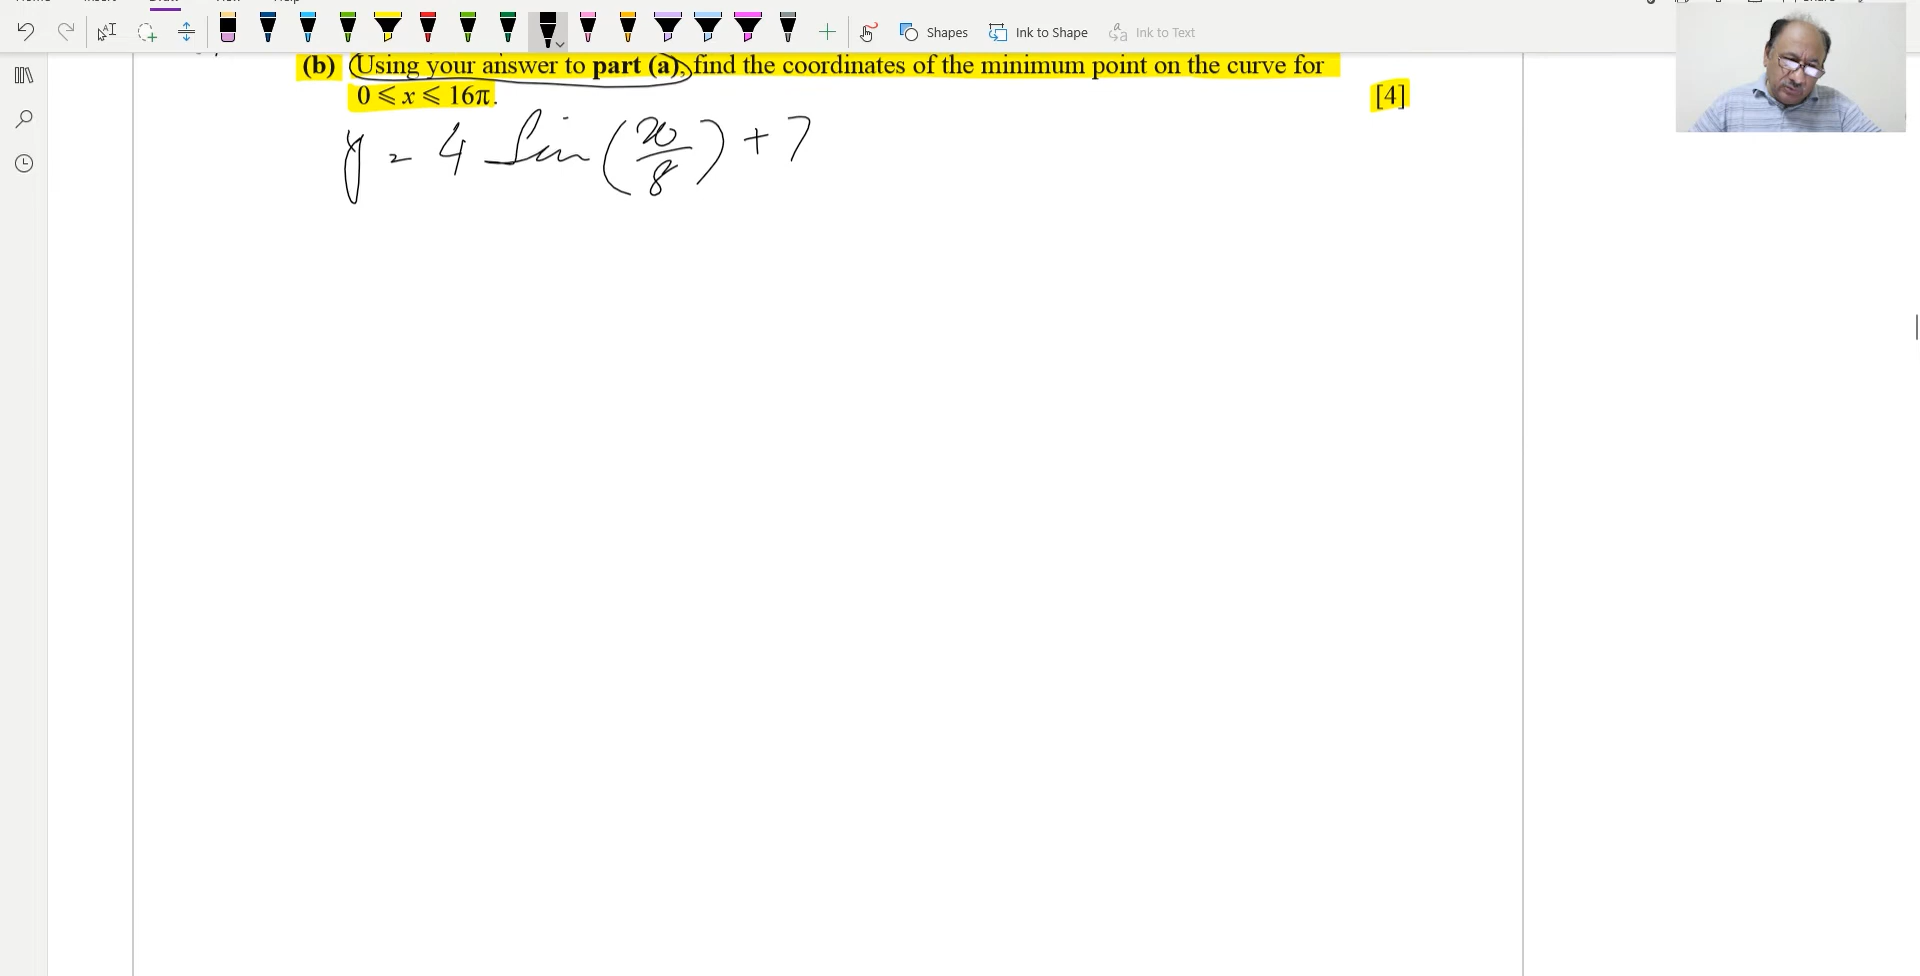 Shapes Ink to Shape Ink to Text
(b) Using your answer to part (a), find the coordinates of the minimum point on the curve for
0 ⩽ x ⩽ 16π. [4]
y = 4 Sin(x/8) + 7